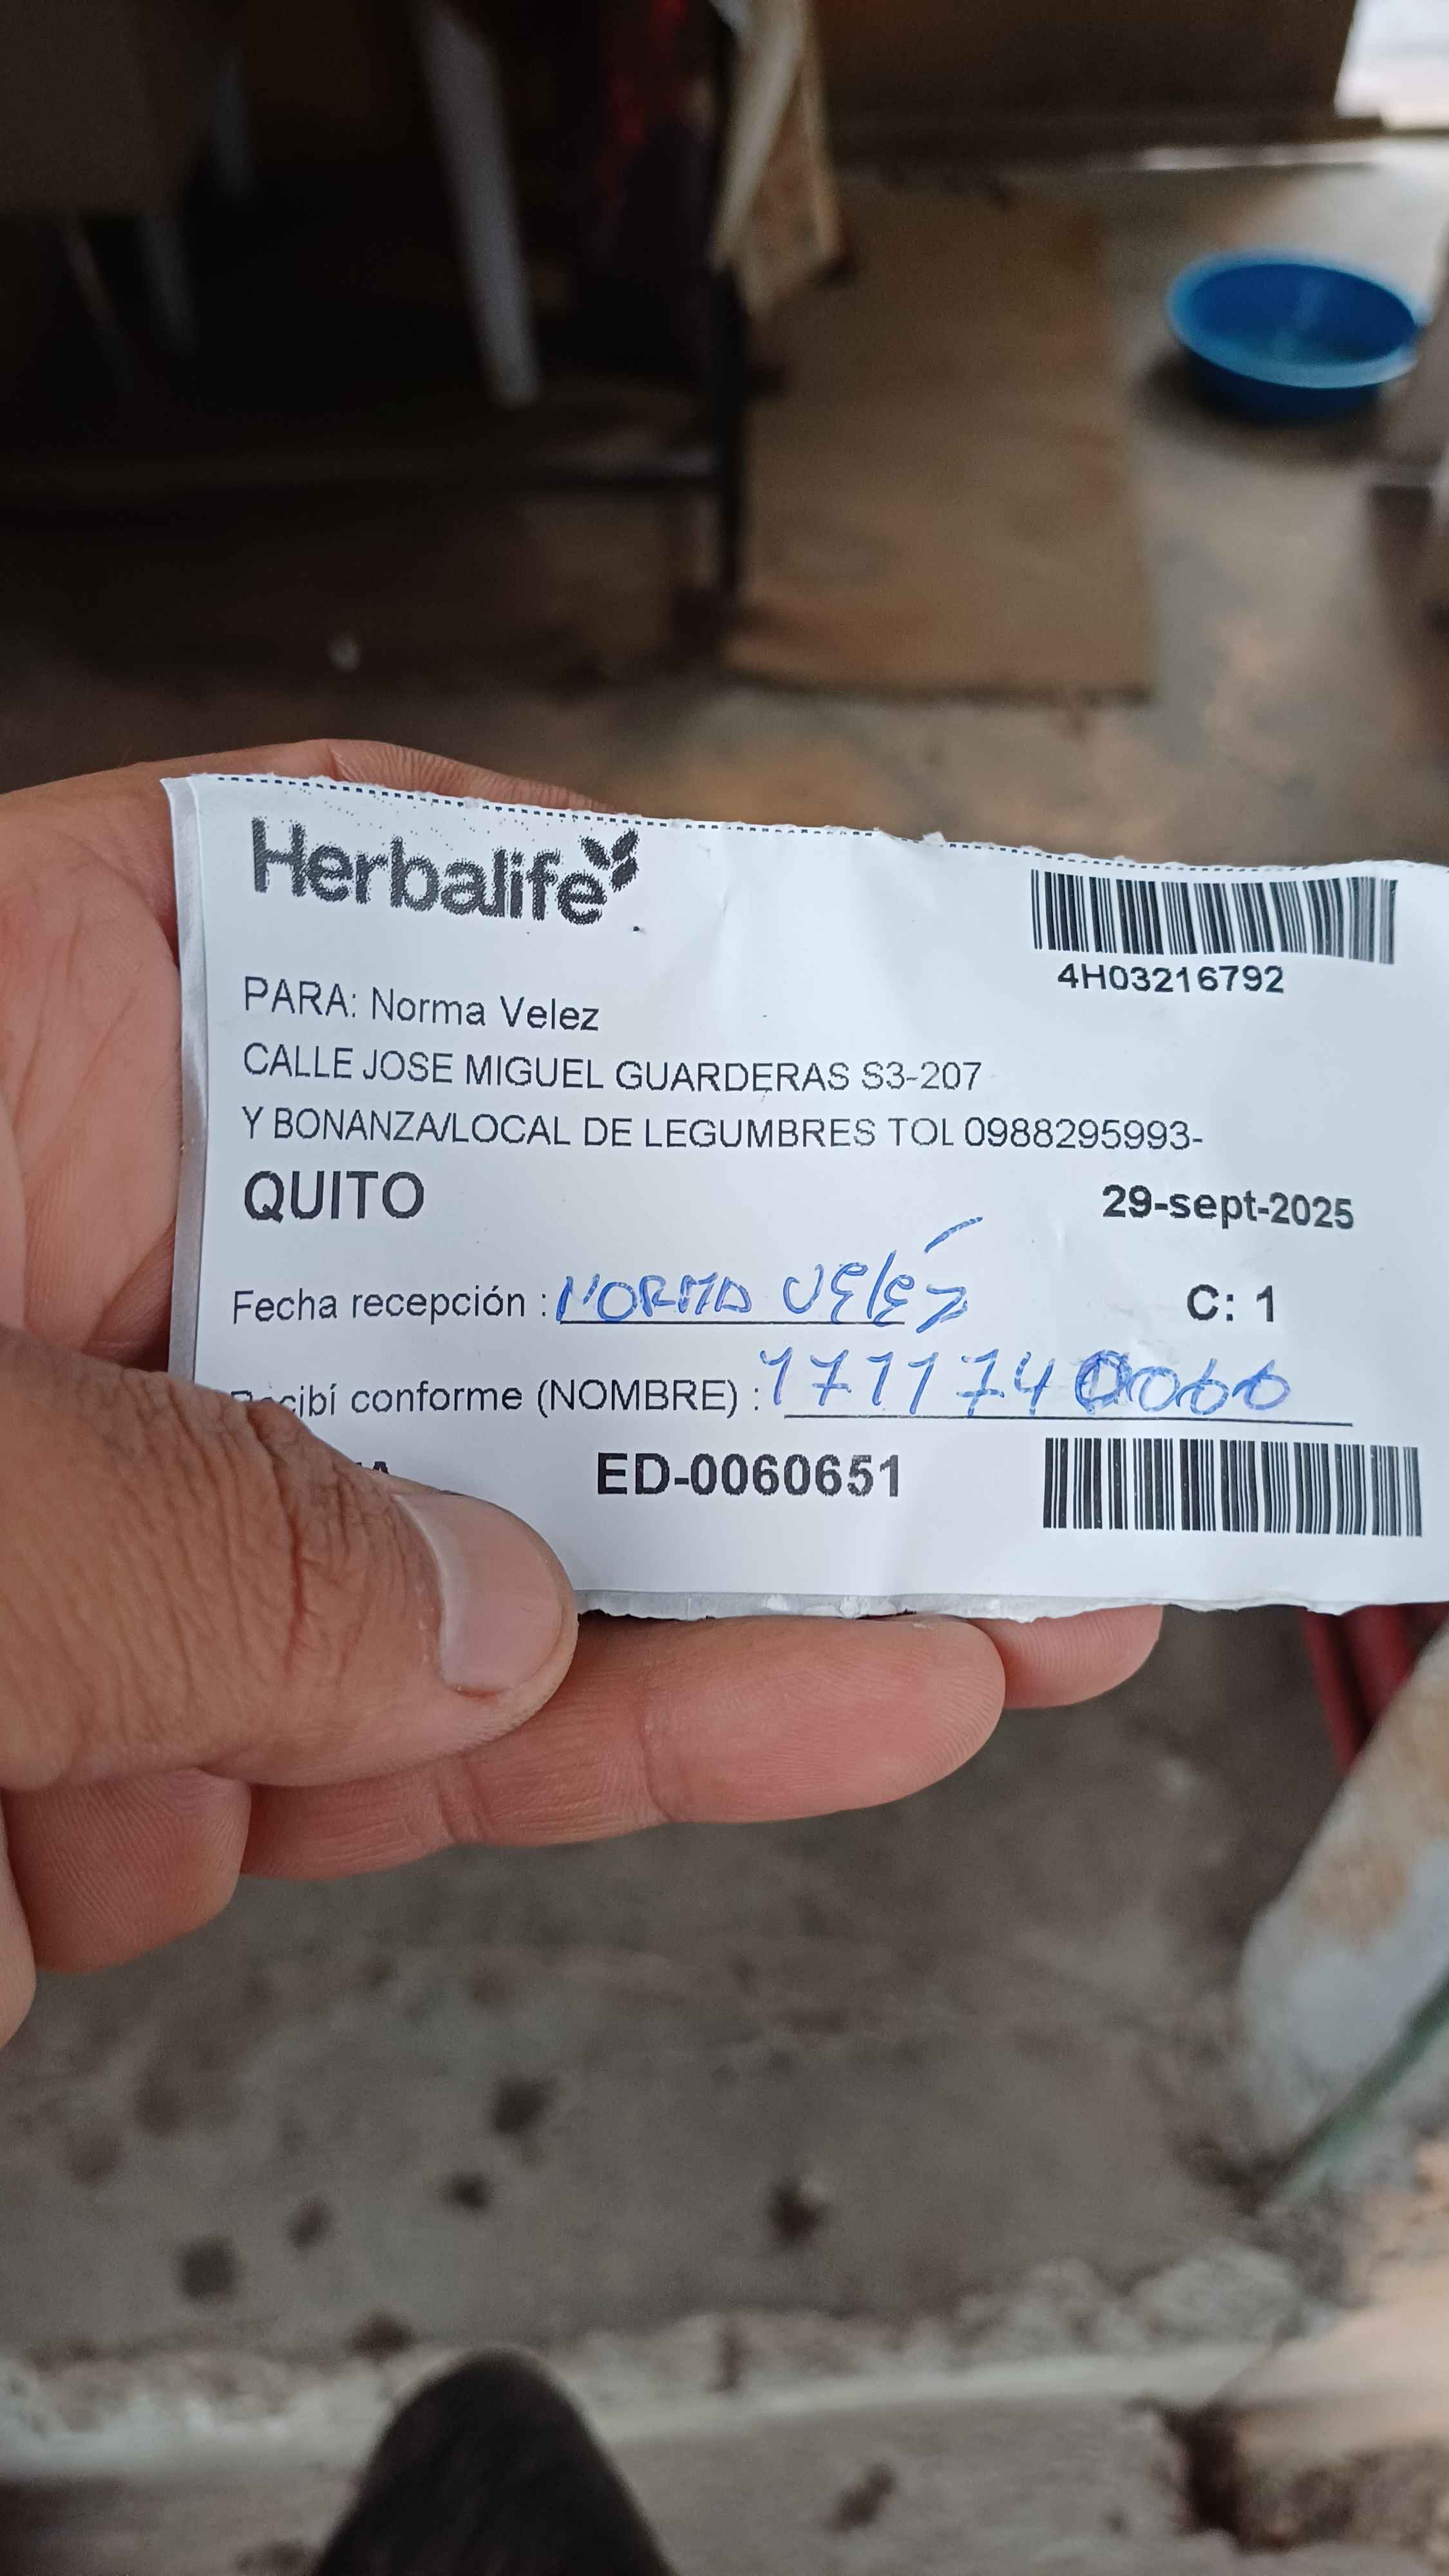 Herbalife
4H03216792
PARA: Norma Velez
CALLE JOSE MIGUEL GUARDERAS S3-207
Y BONANZA/LOCAL DE LEGUMBRES TOL 0988295993-
QUITO
29-sept-2025
Fecha recepción : NORMA VEléz
C: 1
conforme (NOMBRE) :
ED-0060651